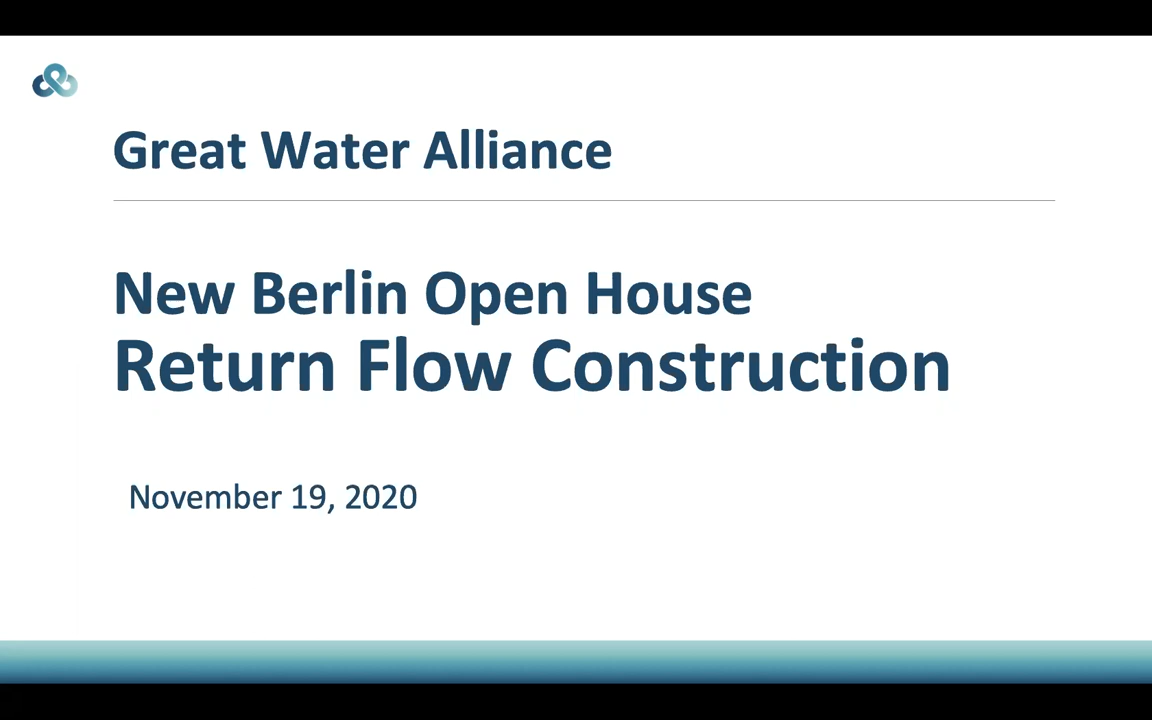 Great Water Alliance
New Berlin Open House
Return Flow Construction
November 19, 2020